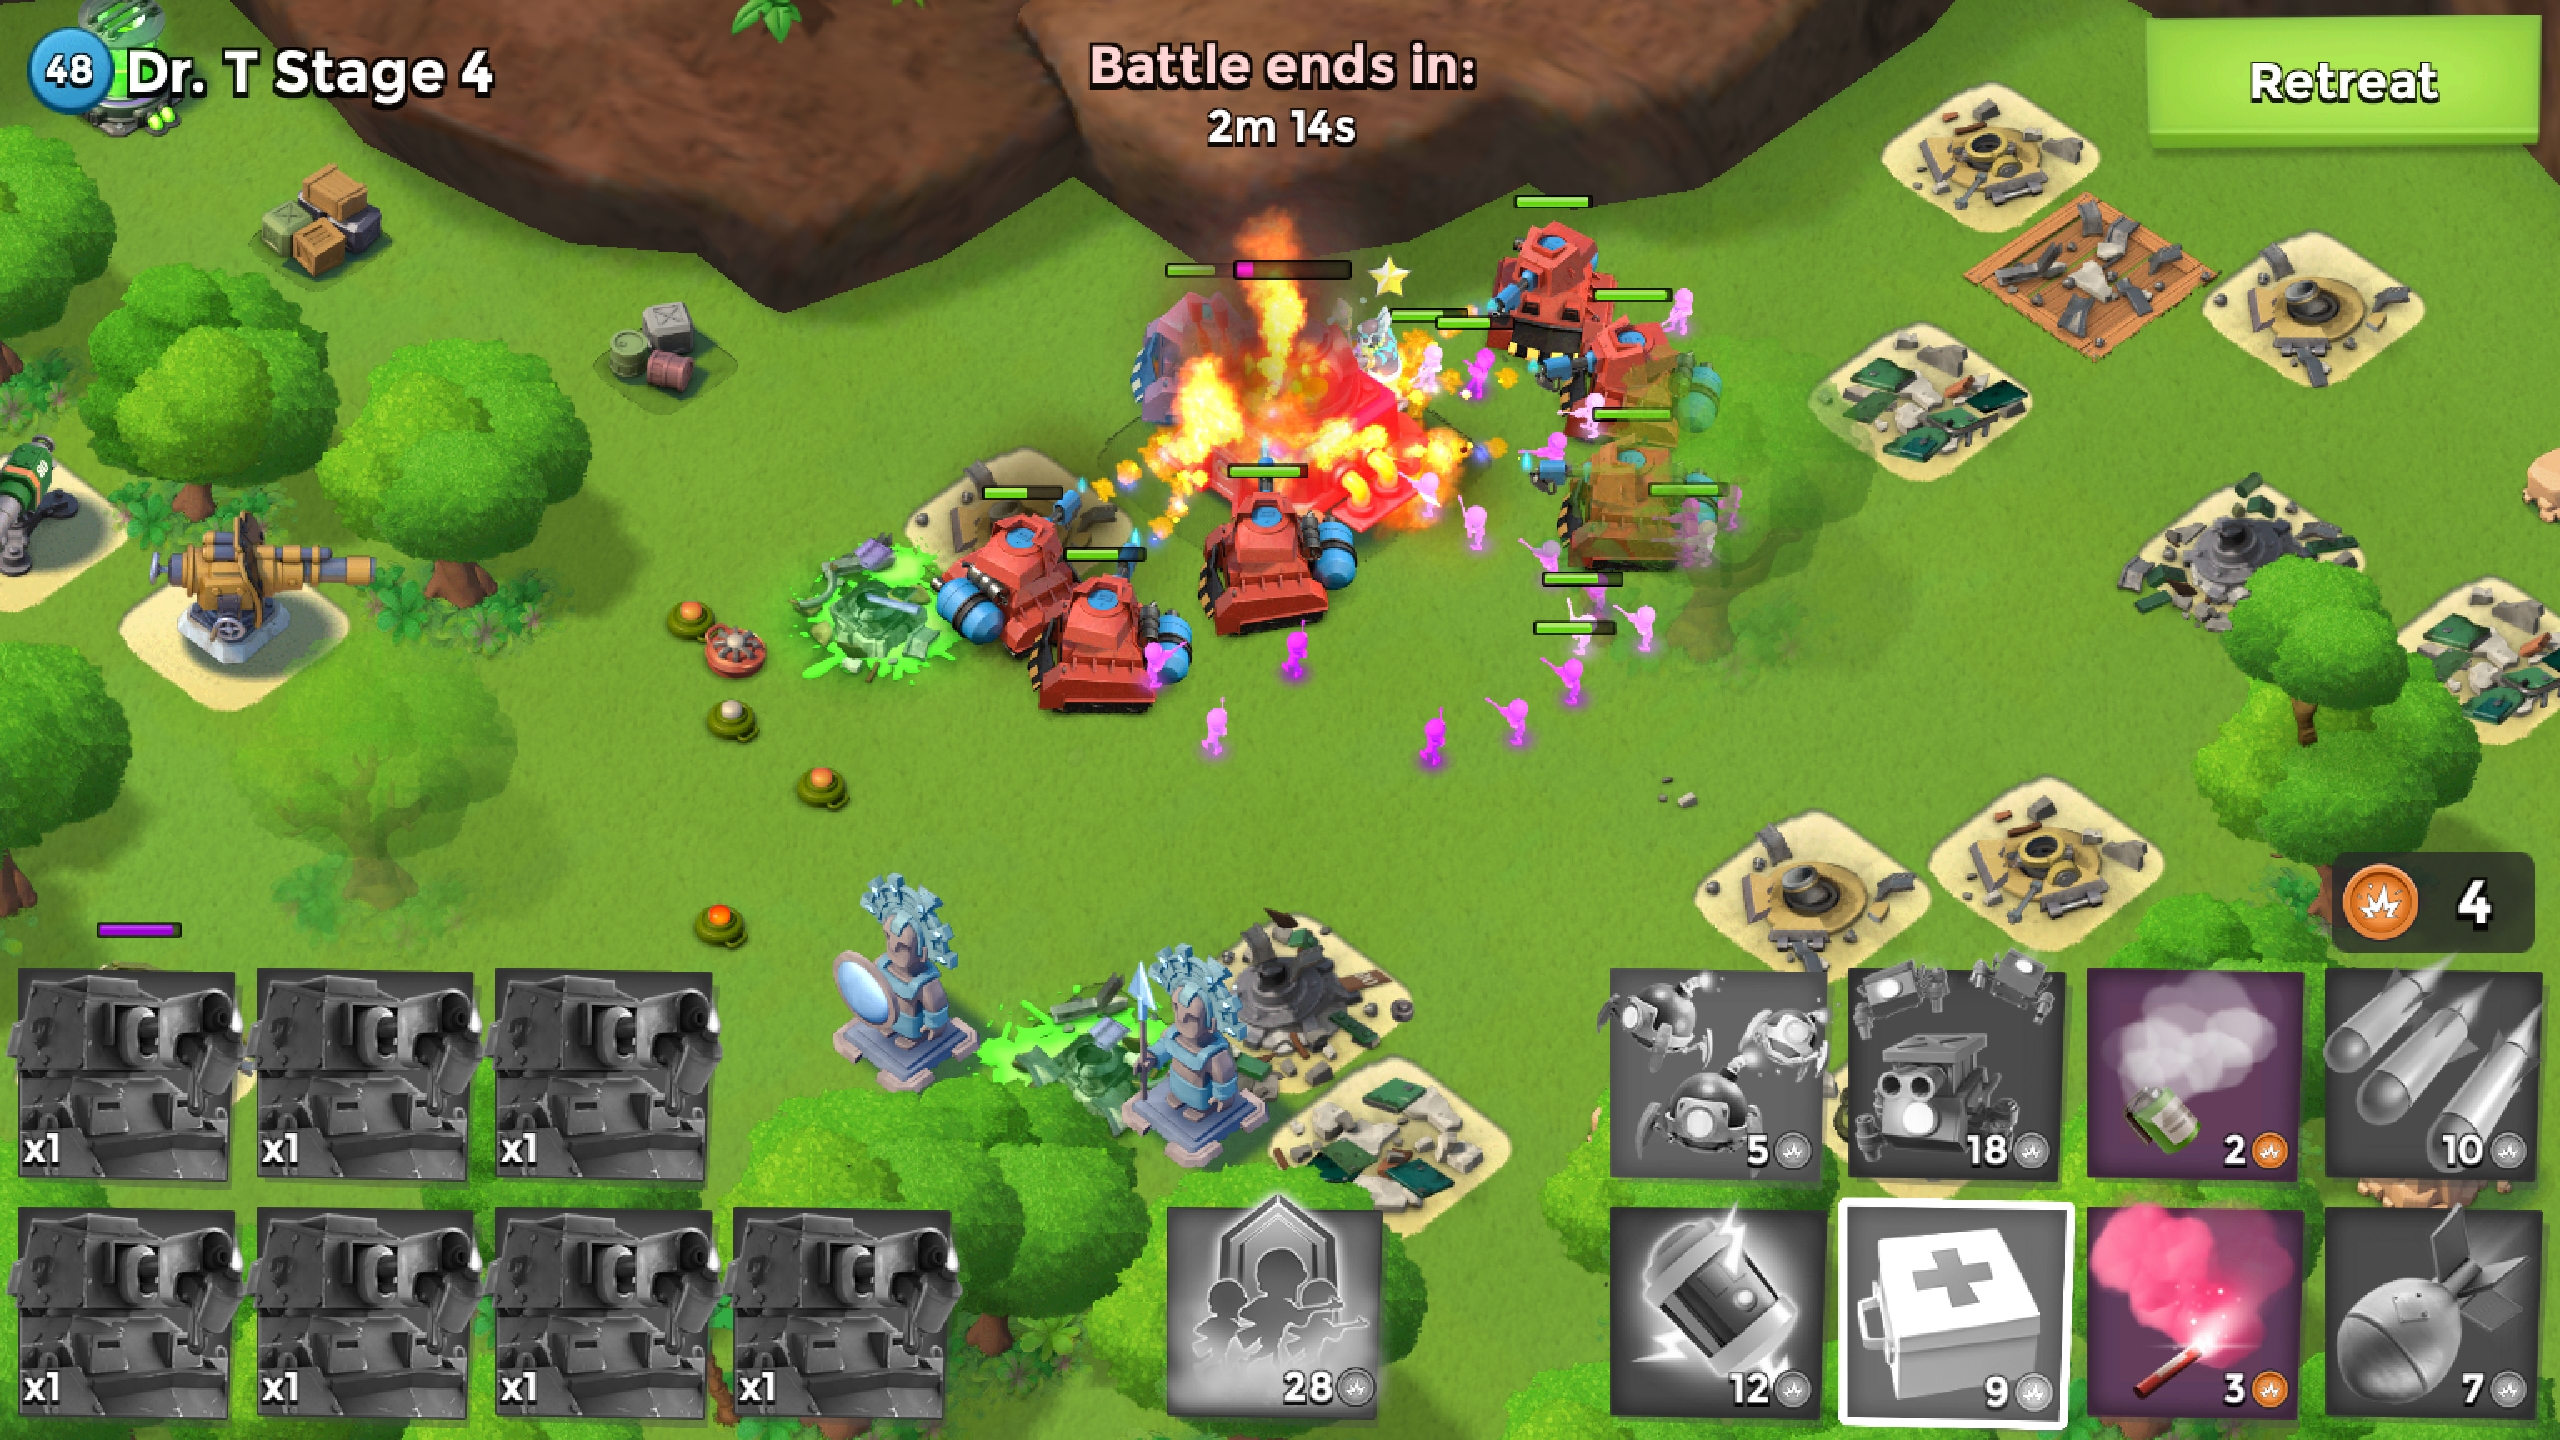 48 Dr. T Stage 4
Battle ends in:
2m 14s
Retreat
4
x1 x1 x1
5 18 2 10
x1 x1 x1 x1
28
12 9 3 7